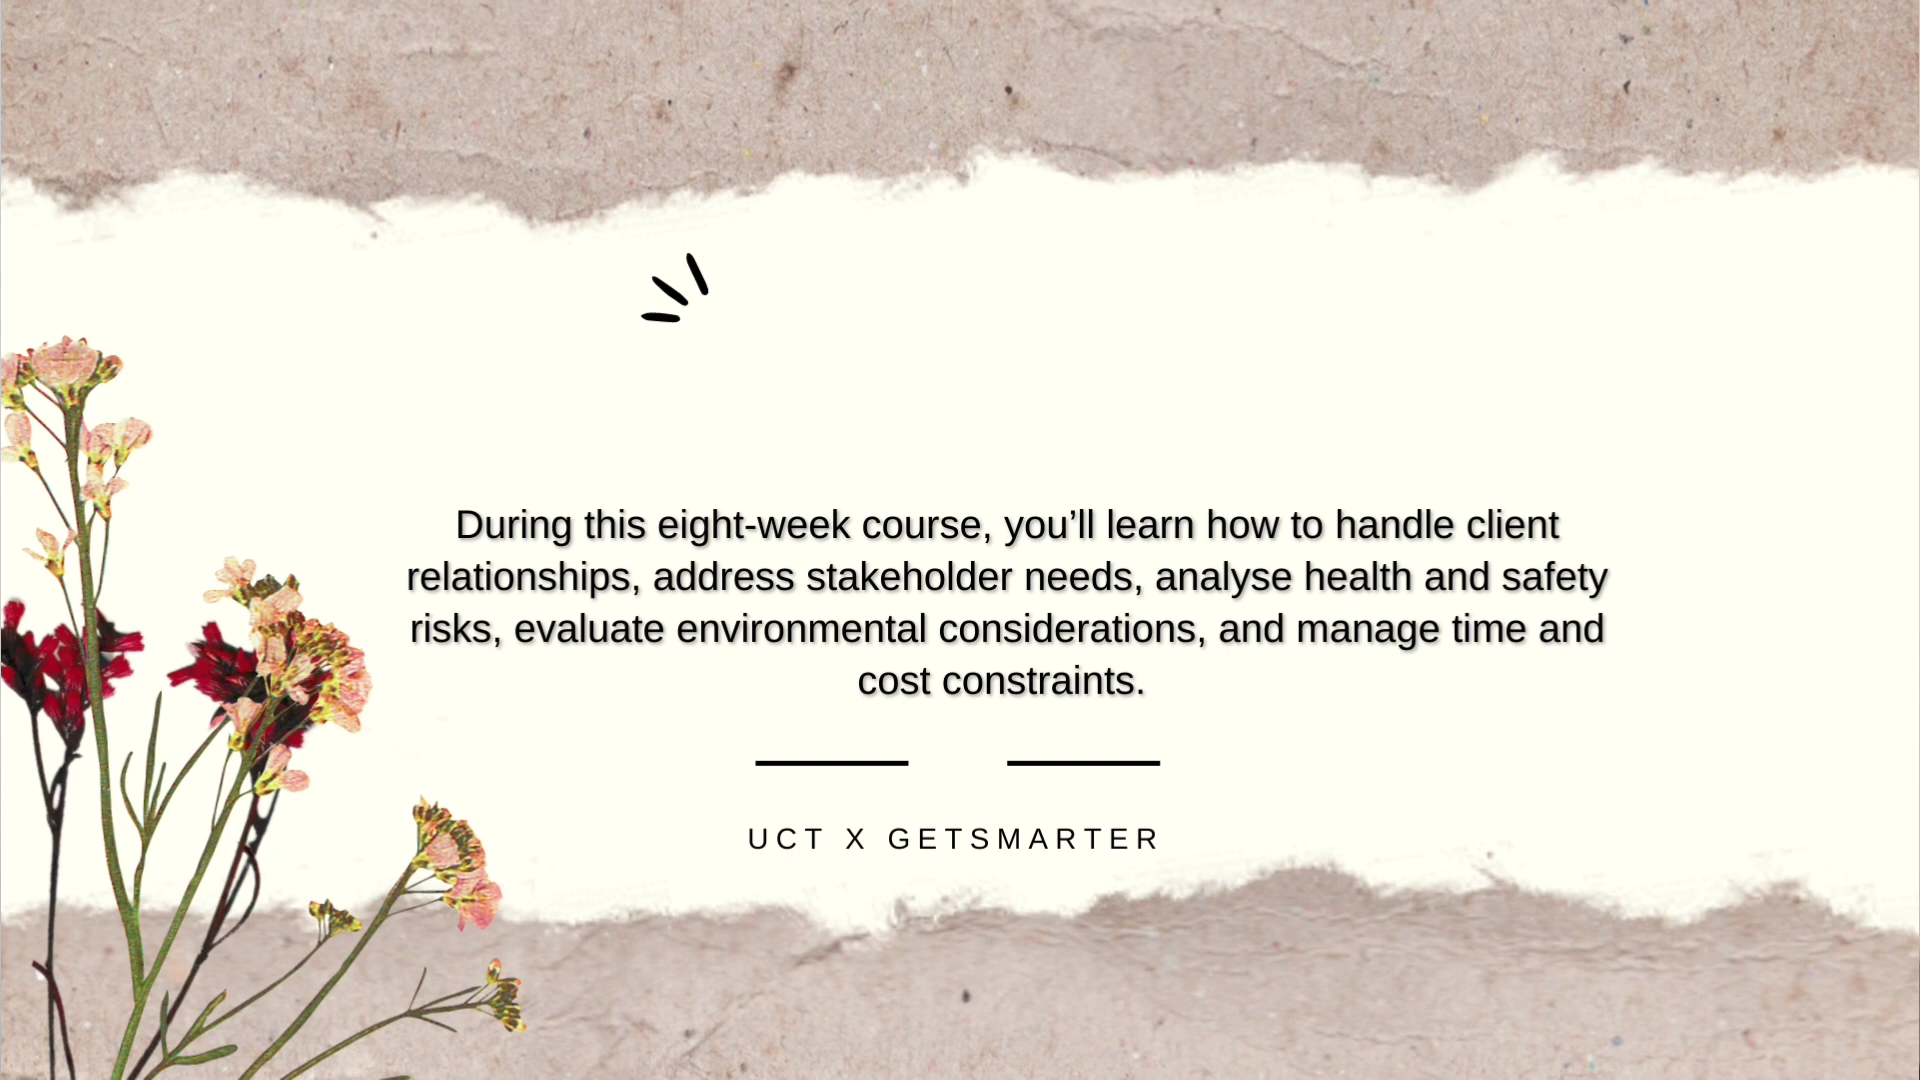 During this eight-week course, you’ll learn how to handle client
relationships, address stakeholder needs, analyse health and safety
risks, evaluate environmental considerations, and manage time and
cost constraints.
UCT X GETSMARTER